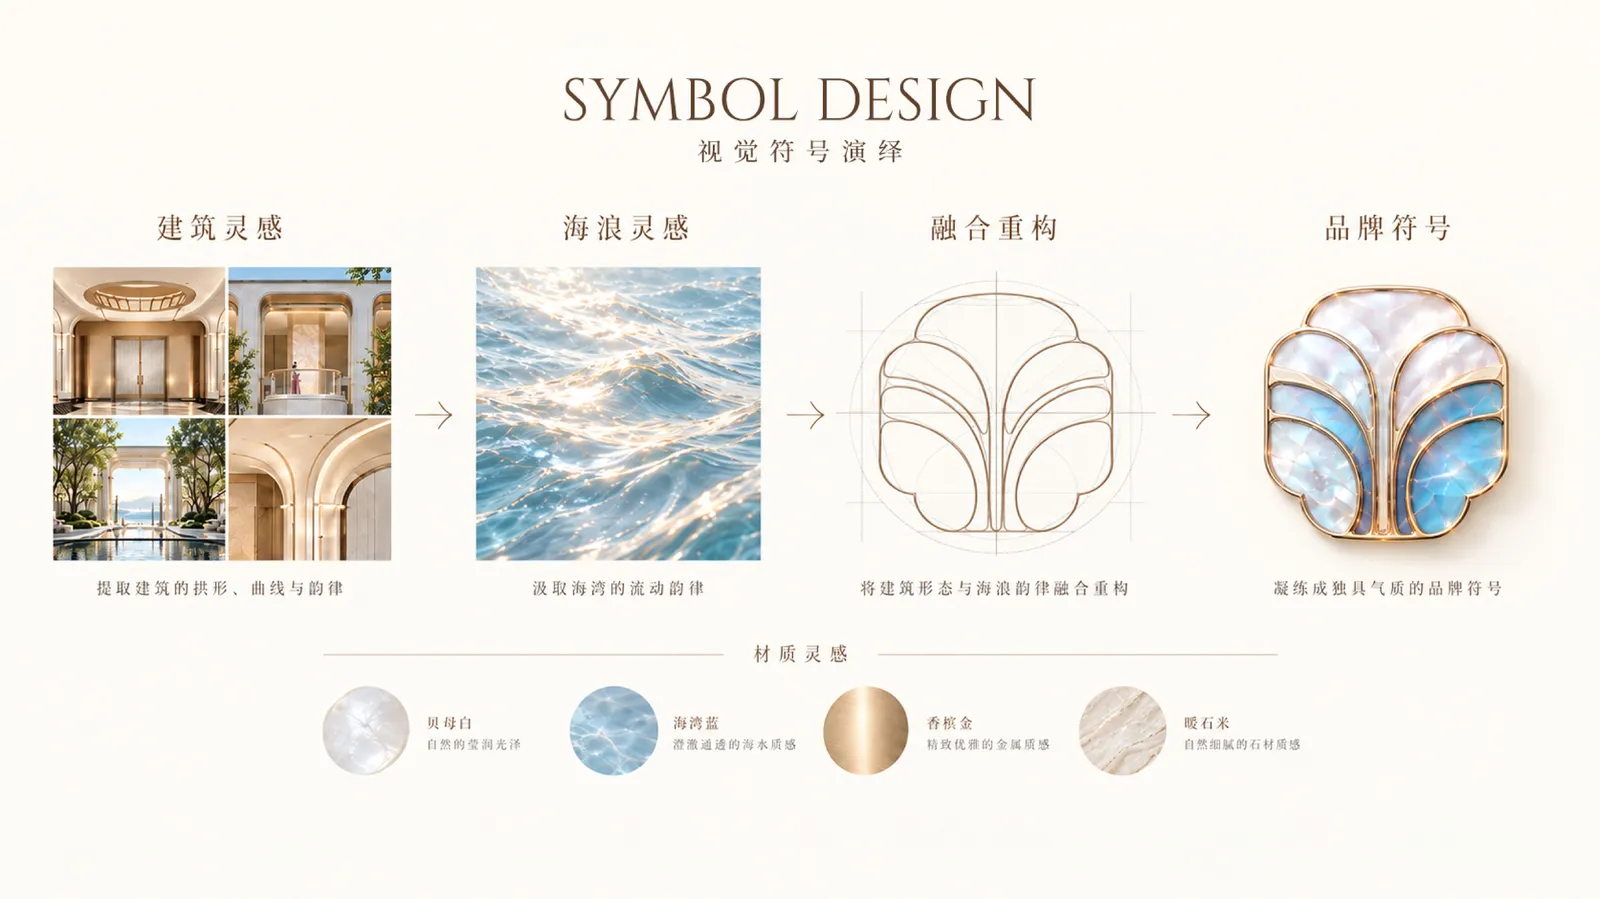 SYMBOL DESIGN
视觉符号演绎
建筑灵感
海浪灵感
融合重构
品牌符号
提取建筑的拱形、曲线与韵律
汲取海湾的流动韵律
将建筑形态与海浪韵律融合重构
凝练成独具气质的品牌符号
材质灵感
贝母白
自然的莹润光泽
海湾蓝
澄澈通透的海水质感
香槟金
精致优雅的金属质感
暖石米
自然细腻的石材质感